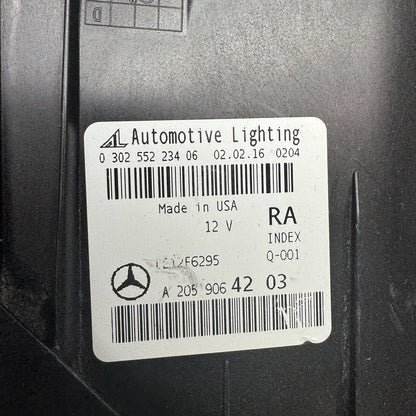 D
AL Automotive Lighting
0 302 552 234 06 02.02.16 0204
Made in USA
12 V
RA
INDEX
Q-001
A 205 906 42 03